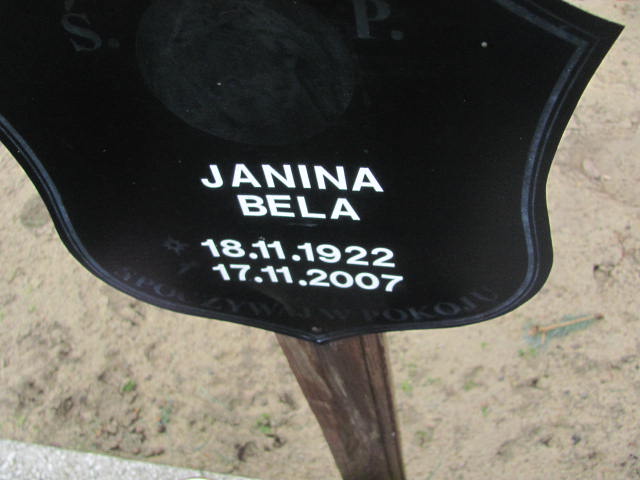 Ś. P.
JANINA
BELA
18.11.1922
17.11.2007
SPOCZYWAJ W POKOJU